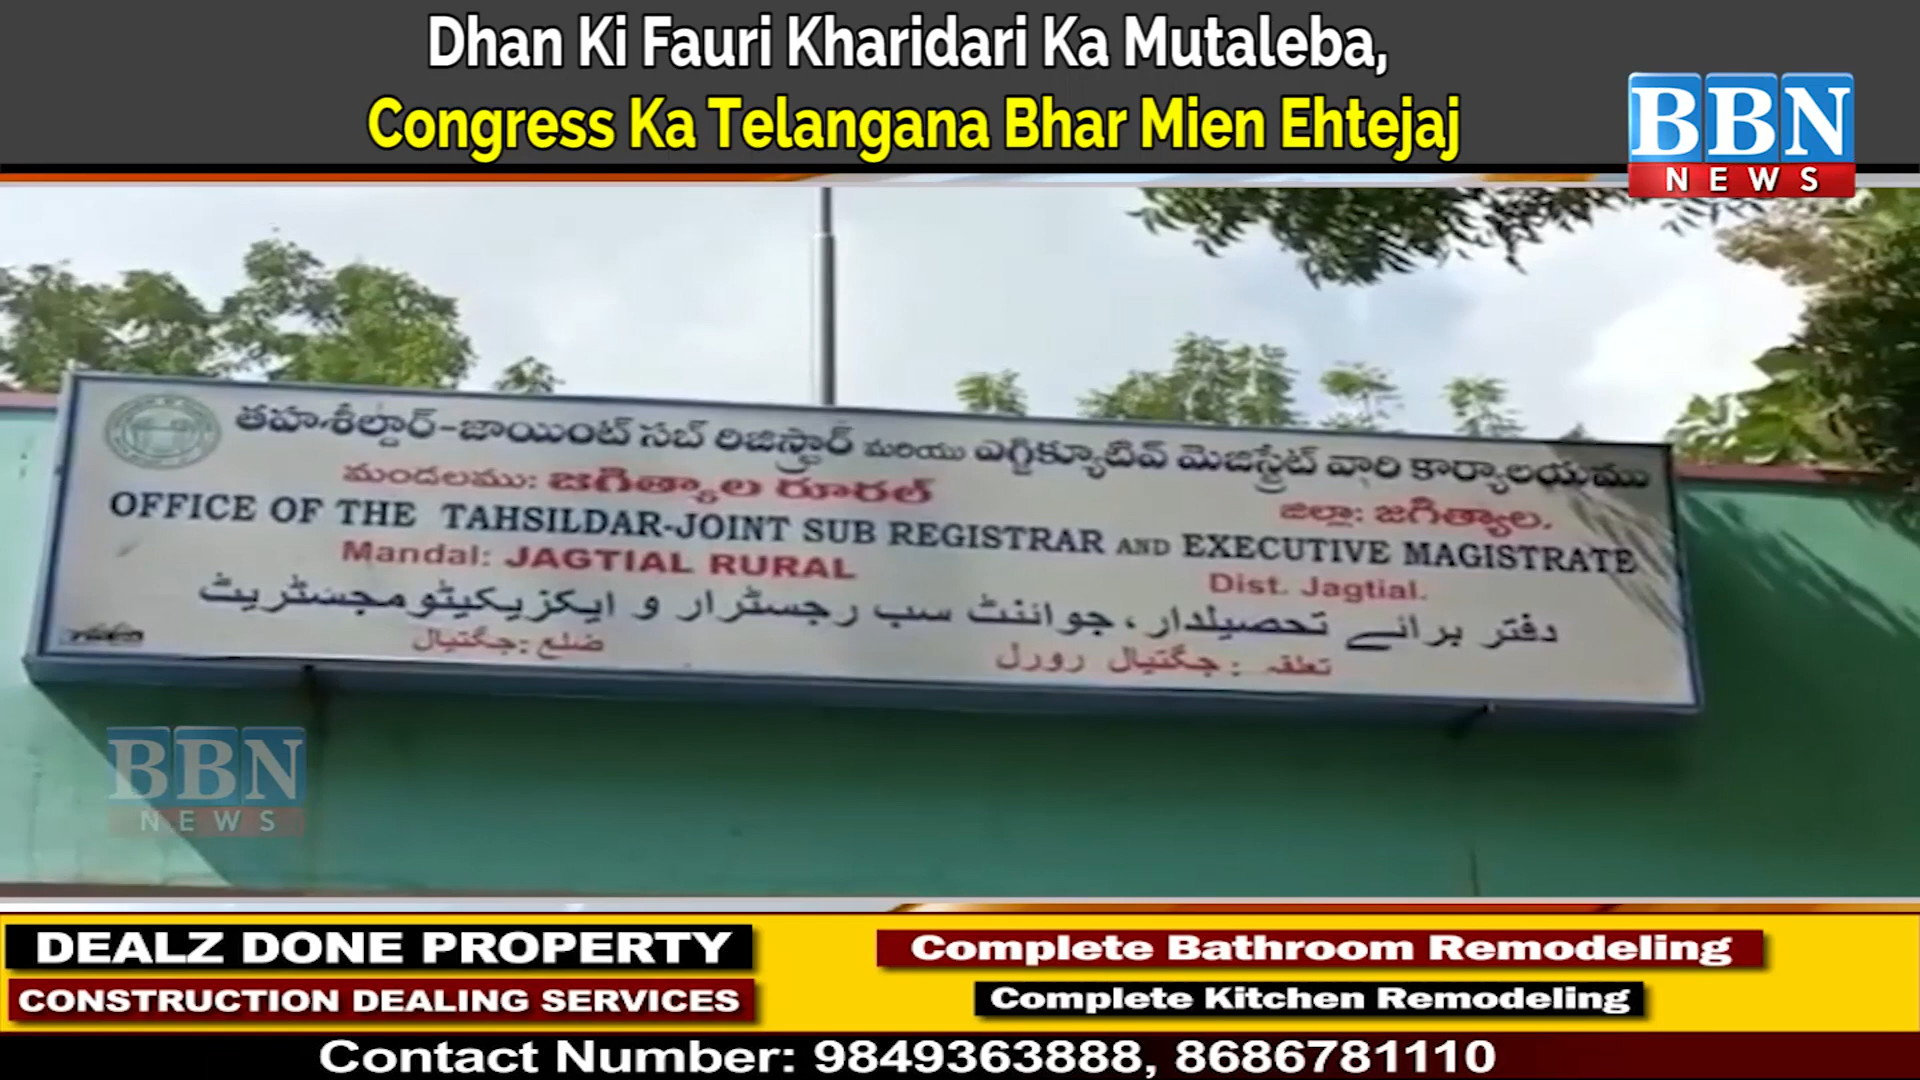 Dhan Ki Fauri Kharidari Ka Mutaleba,
Congress Ka Telangana Bhar Mien Ehtejaj
BBN
NEWS
తహశీల్దార్-జాయింట్ సబ్ రిజిస్ట్రార్ మరియు ఎగ్జిక్యూటివ్ మెజిస్ట్రేట్ వారి కార్యాలయము
మండలము: జగిత్యాల రూరల్ జిల్లా: జగిత్యాల.
OFFICE OF THE TAHSILDAR-JOINT SUB REGISTRAR AND EXECUTIVE MAGISTRATE
Mandal: JAGTIAL RURAL Dist. Jagtial.
دفتر برائے تحصیلدار، جوائنٹ سب رجسٹرار و ایکزیکیٹو مجسٹریٹ
تعلقہ : جگتیال رورل ضلع : جگتیال
BBN
NEWS
DEALZ DONE PROPERTY
CONSTRUCTION DEALING SERVICES
Complete Bathroom Remodeling
Complete Kitchen Remodeling
Contact Number: 9849363888, 8686781110